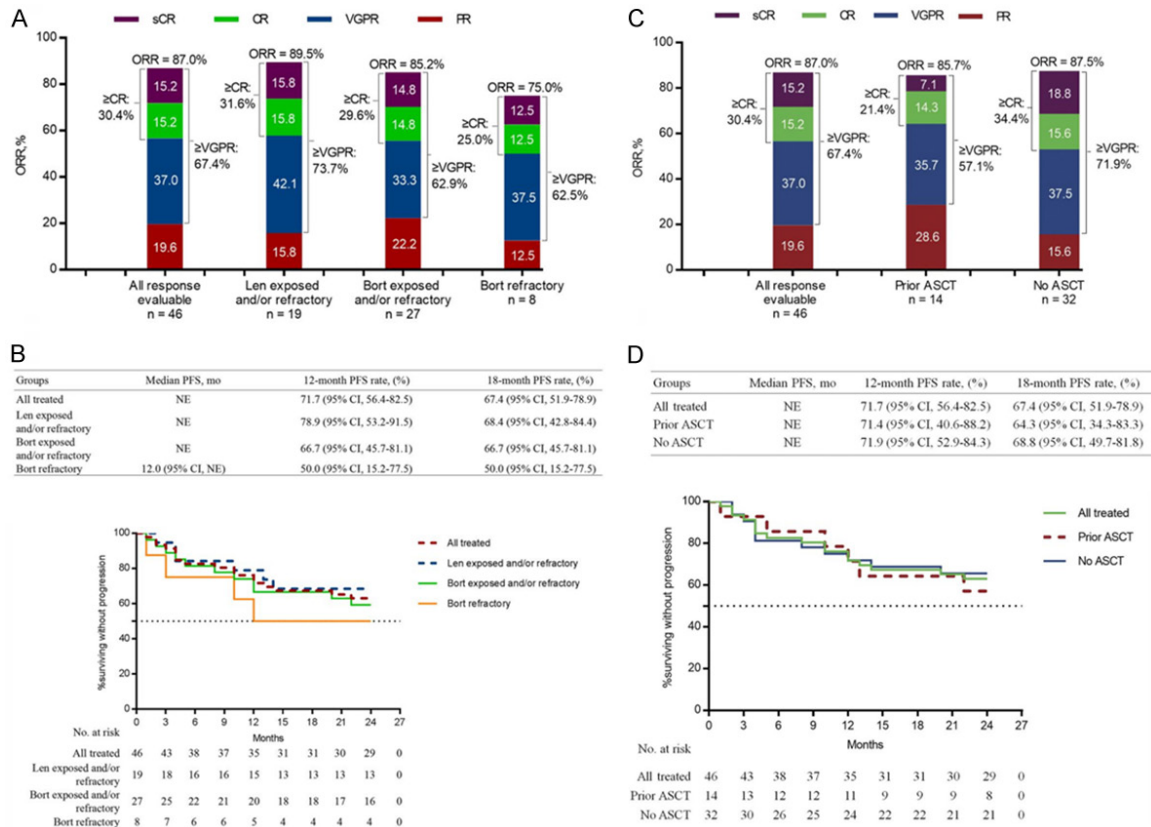 A
sCR CR VGPR PR
100
80
60
40
20
0
ORR,%
ORR = 87.0%
15.2
15.2
37.0
19.6
≥CR:
30.4%
≥VGPR:
67.4%
ORR = 89.5%
15.8
15.8
42.1
15.8
≥CR:
31.6%
≥VGPR:
73.7%
ORR = 85.2%
14.8
14.8
33.3
22.2
≥CR:
29.6%
≥VGPR:
62.9%
ORR = 75.0%
12.5
12.5
37.5
12.5
≥CR:
25.0%
≥VGPR:
62.5%
All response
evaluable
n = 46
Len exposed
and/or refractory
n = 19
Bort exposed
and/or refractory
n = 27
Bort refractory
n = 8
C
sCR CR VGPR PR
100
80
60
40
20
0
ORR,%
ORR = 87.0%
15.2
15.2
37.0
19.6
≥CR:
30.4%
≥VGPR:
67.4%
ORR = 85.7%
7.1
14.3
35.7
28.6
≥CR:
21.4%
≥VGPR:
57.1%
ORR = 87.5%
18.8
15.6
37.5
15.6
≥CR:
34.4%
≥VGPR:
71.9%
All response
evaluable
n = 46
Prior ASCT
n = 14
No ASCT
n = 32
B
Groups Median PFS, mo 12-month PFS rate, (%) 18-month PFS rate, (%)
All treated NE 71.7 (95% CI, 56.4-82.5) 67.4 (95% CI, 51.9-78.9)
Len exposed
and/or refractory NE 78.9 (95% CI, 53.2-91.5) 68.4 (95% CI, 42.8-84.4)
Bort exposed
and/or refractory NE 66.7 (95% CI, 45.7-81.1) 66.7 (95% CI, 45.7-81.1)
Bort refractory 12.0 (95% CI, NE) 50.0 (95% CI, 15.2-77.5) 50.0 (95% CI, 15.2-77.5)
%surviving without progression
100
80
60
40
20
0
All treated
Len exposed and/or refractory
Bort exposed and/or refractory
Bort refractory
0 3 6 9 12 15 18 21 24 27
Months
No. at risk
All treated 46 43 38 37 35 31 31 30 29 0
Len exposed and/or
refractory 19 18 16 16 15 13 13 13 13 0
Bort exposed and/or
refractory 27 25 22 21 20 18 18 17 16 0
Bort refractory 8 7 6 6 5 4 4 4 4 0
D
Groups Median PFS, mo 12-month PFS rate, (%) 18-month PFS rate, (%)
All treated NE 71.7 (95% CI, 56.4-82.5) 67.4 (95% CI, 51.9-78.9)
Prior ASCT NE 71.4 (95% CI, 40.6-88.2) 64.3 (95% CI, 34.3-83.3)
No ASCT NE 71.9 (95% CI, 52.9-84.3) 68.8 (95% CI, 49.7-81.8)
%surviving without progression
100
80
60
40
20
0
All treated
Prior ASCT
No ASCT
0 3 6 9 12 15 18 21 24 27
Months
No. at risk
All treated 46 43 38 37 35 31 31 30 29 0
Prior ASCT 14 13 12 12 11 9 9 9 8 0
No ASCT 32 30 26 25 24 22 22 21 21 0